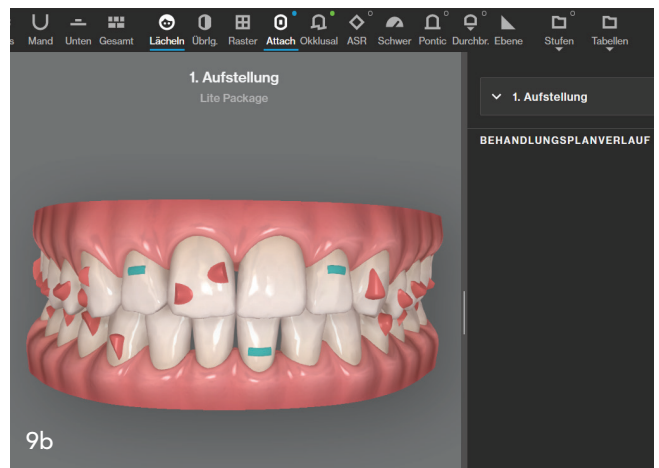 s Mand Unten Gesamt Lächeln Übrlg. Raster Attach Okklusal ASR Schwer Pontic Durchbr. Ebene Stufen Tabellen
1. Aufstellung
Lite Package
1. Aufstellung
BEHANDLUNGSPLANVERLAUF
9b